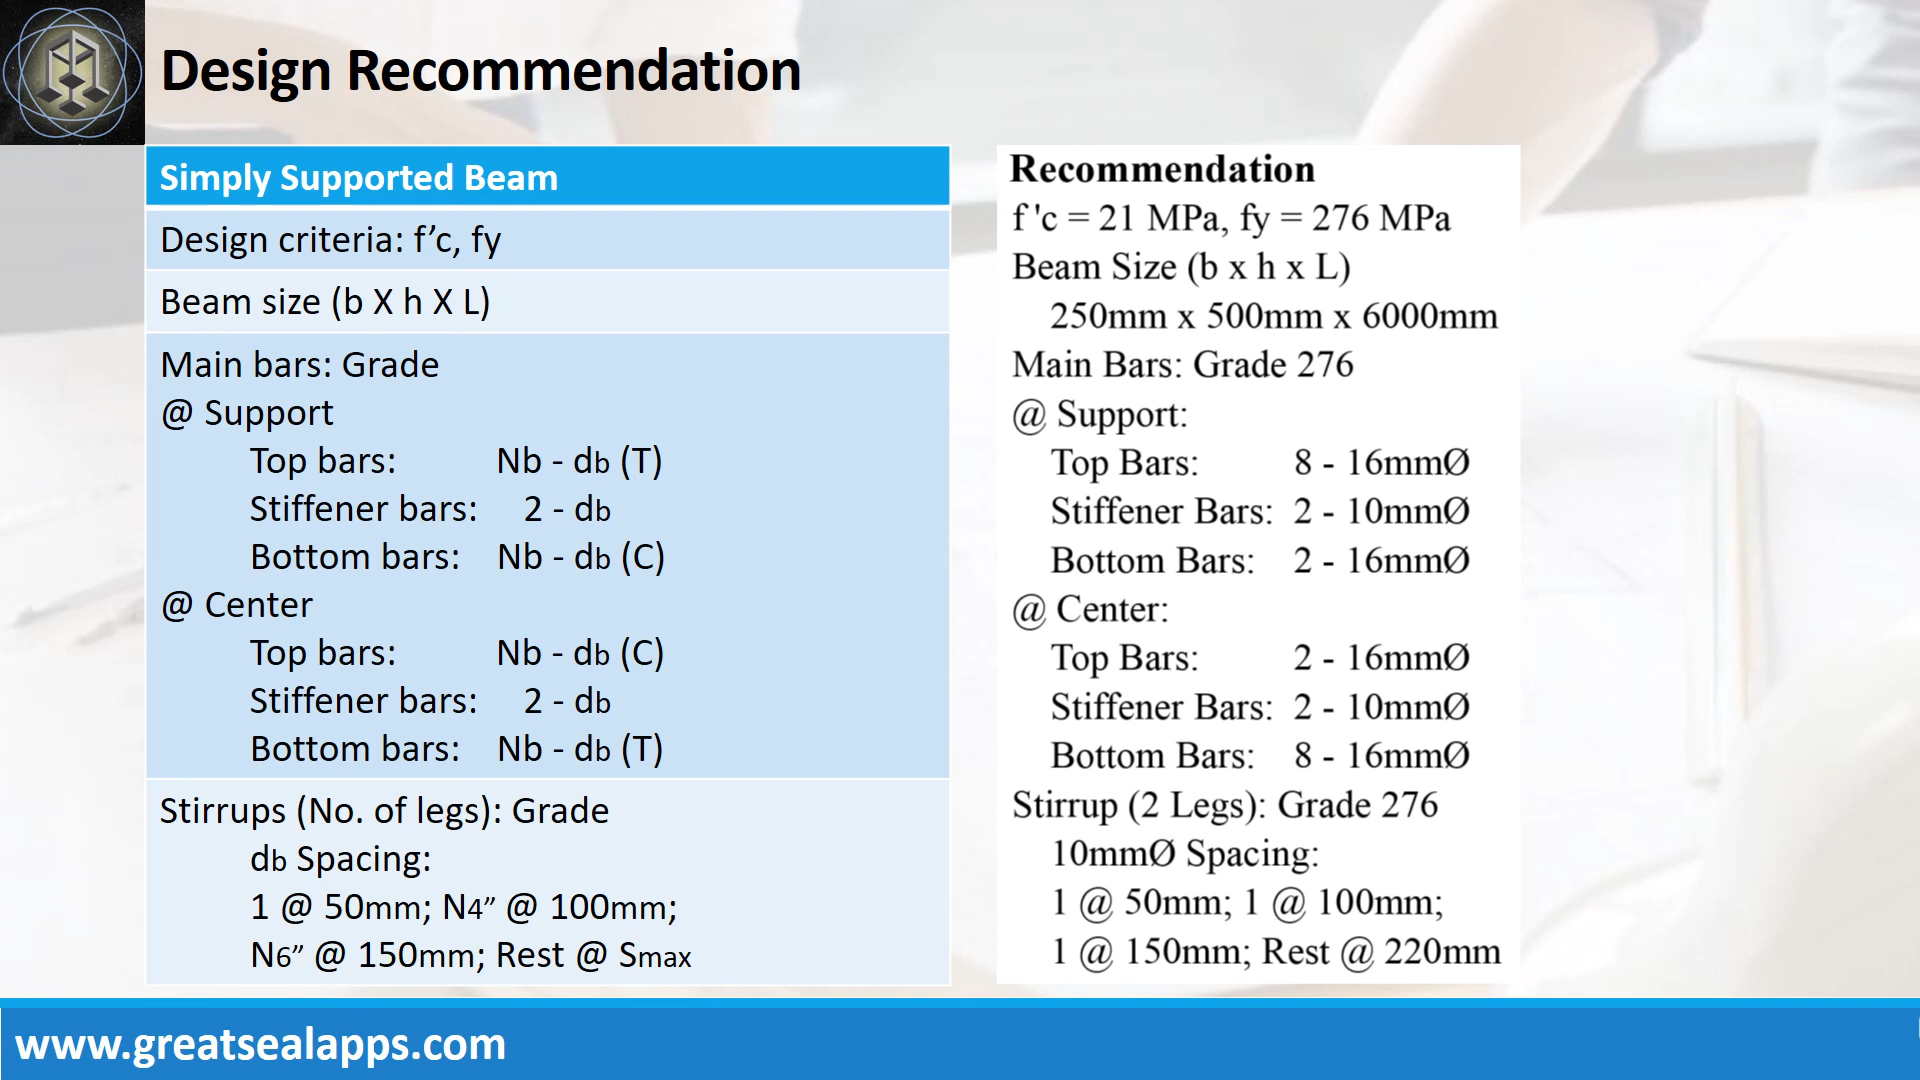 Design Recommendation
Simply Supported Beam
Design criteria: f’c, fy
Beam size (b X h X L)
Main bars: Grade
@ Support
Top bars: Nb - db (T)
Stiffener bars: 2 - db
Bottom bars: Nb - db (C)
@ Center
Top bars: Nb - db (C)
Stiffener bars: 2 - db
Bottom bars: Nb - db (T)
Stirrups (No. of legs): Grade
db Spacing:
1 @ 50mm; N4” @ 100mm;
N6” @ 150mm; Rest @ Smax
Recommendation
f 'c = 21 MPa, fy = 276 MPa
Beam Size (b x h x L)
250mm x 500mm x 6000mm
Main Bars: Grade 276
@ Support:
Top Bars: 8 - 16mmØ
Stiffener Bars: 2 - 10mmØ
Bottom Bars: 2 - 16mmØ
@ Center:
Top Bars: 2 - 16mmØ
Stiffener Bars: 2 - 10mmØ
Bottom Bars: 8 - 16mmØ
Stirrup (2 Legs): Grade 276
10mmØ Spacing:
1 @ 50mm; 1 @ 100mm;
1 @ 150mm; Rest @ 220mm
www.greatsealapps.com